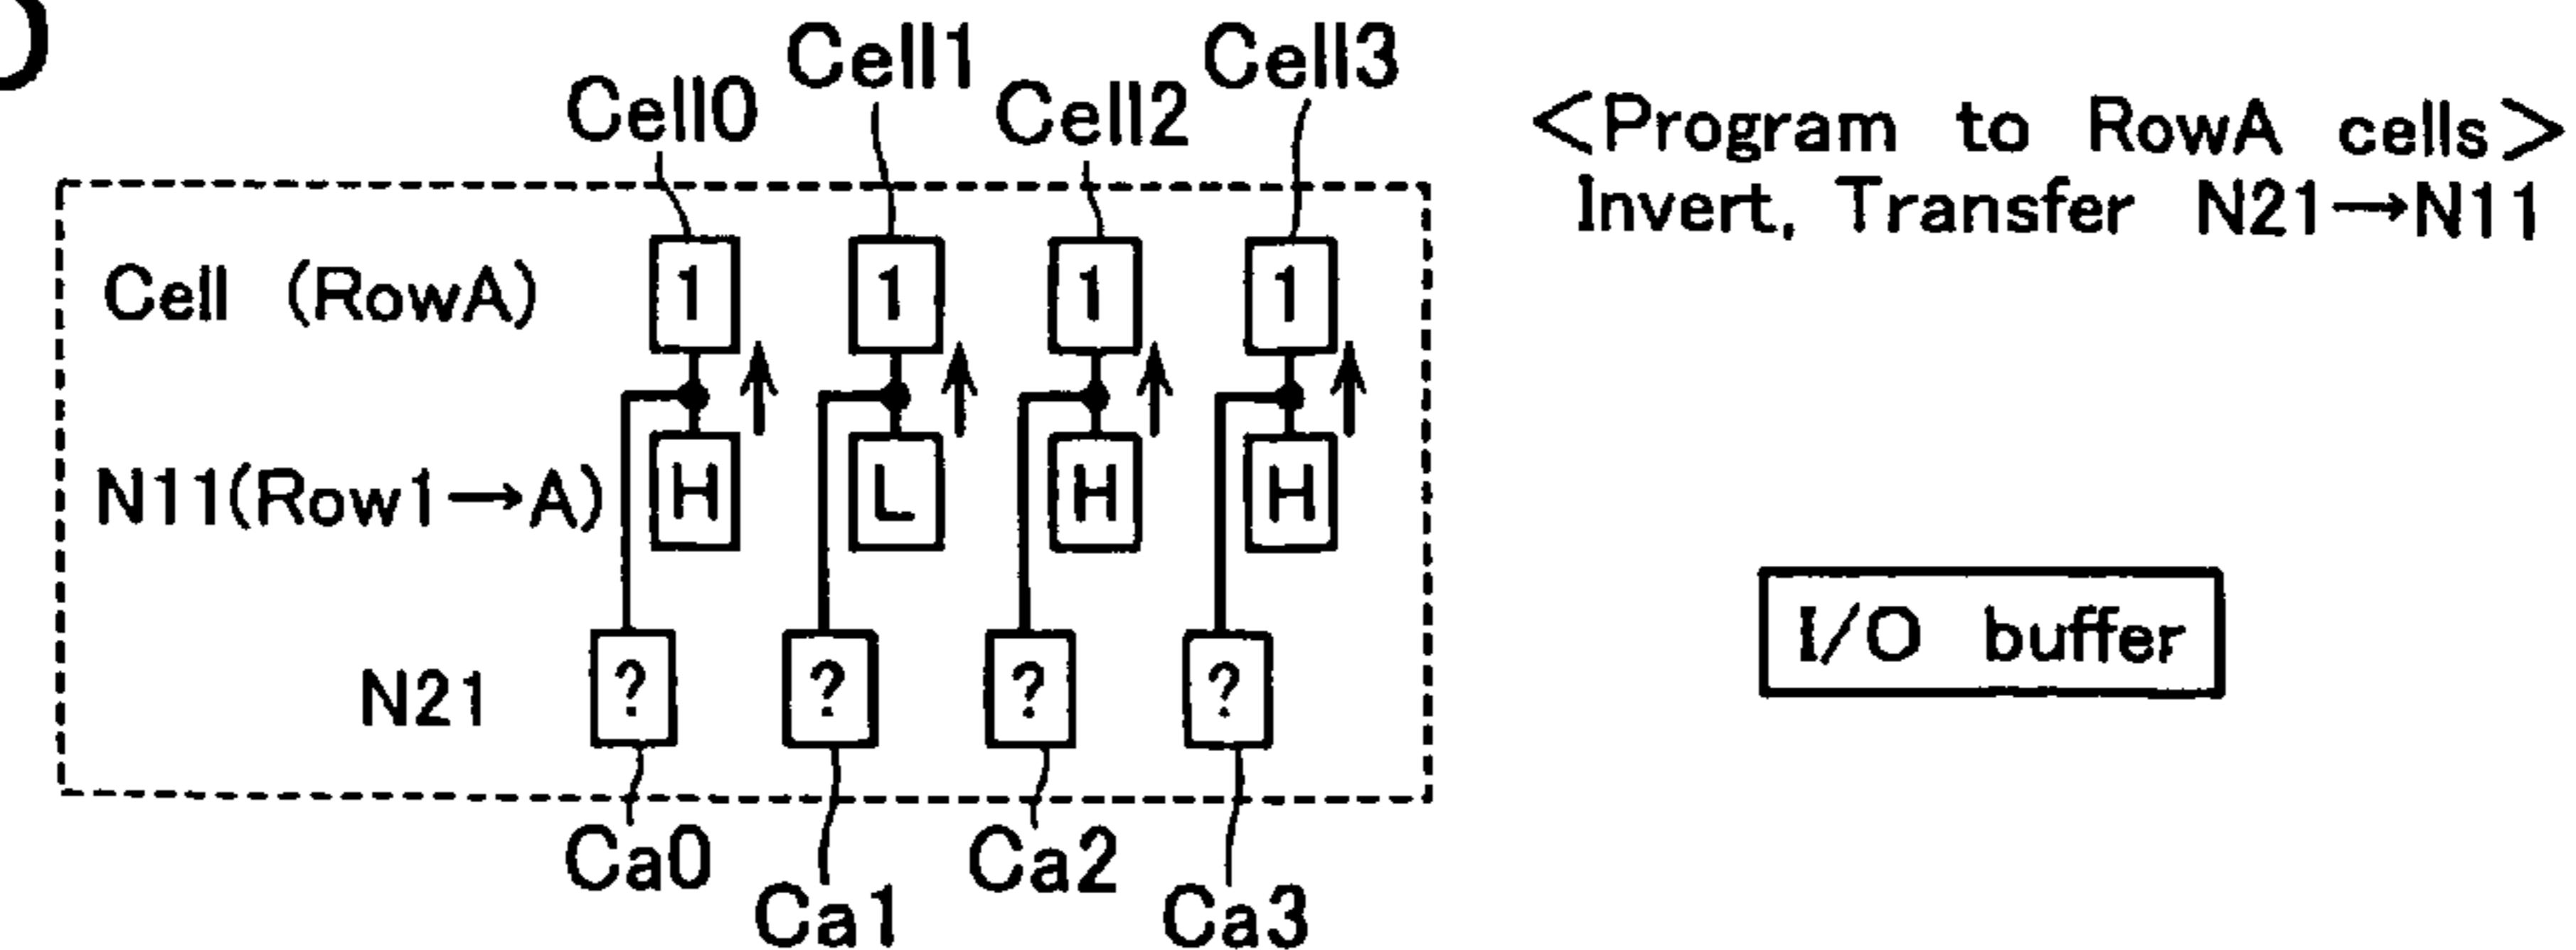 Cell0 Cell1 Cell2 Cell3
<Program to RowA cells>
Invert, Transfer N21→N11
Cell (RowA) 1 1 1 1
N11(Row1→A) H L H H
I/O buffer
N21 ? ? ? ?
Ca0 Ca1 Ca2 Ca3